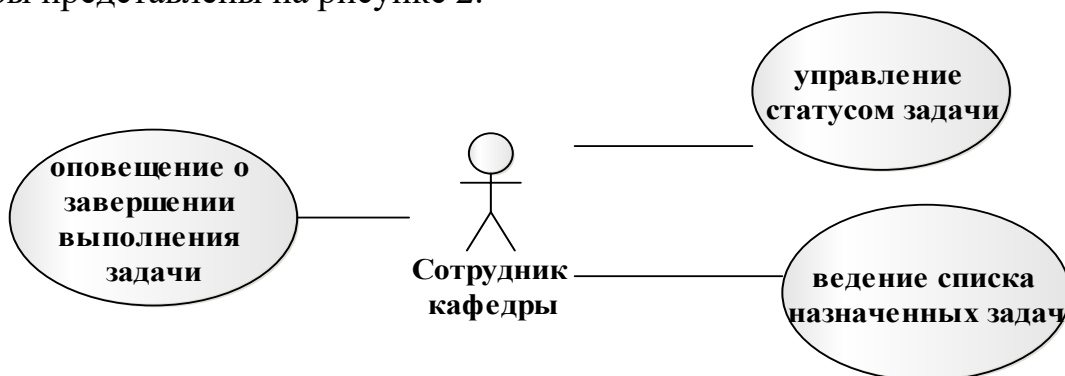 представлены на рисунке 2.
управление
статусом задачи
оповещение о
завершении
выполнения
задачи
Сотрудник
кафедры
ведение списка
назначенных задач